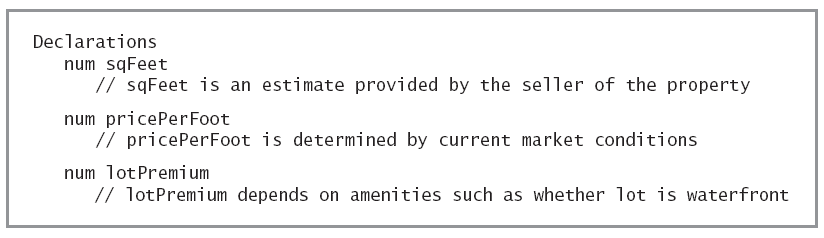 Declarations
num sqFeet
// sqFeet is an estimate provided by the seller of the property
num pricePerFoot
// pricePerFoot is determined by current market conditions
num lotPremium
// lotPremium depends on amenities such as whether lot is waterfront